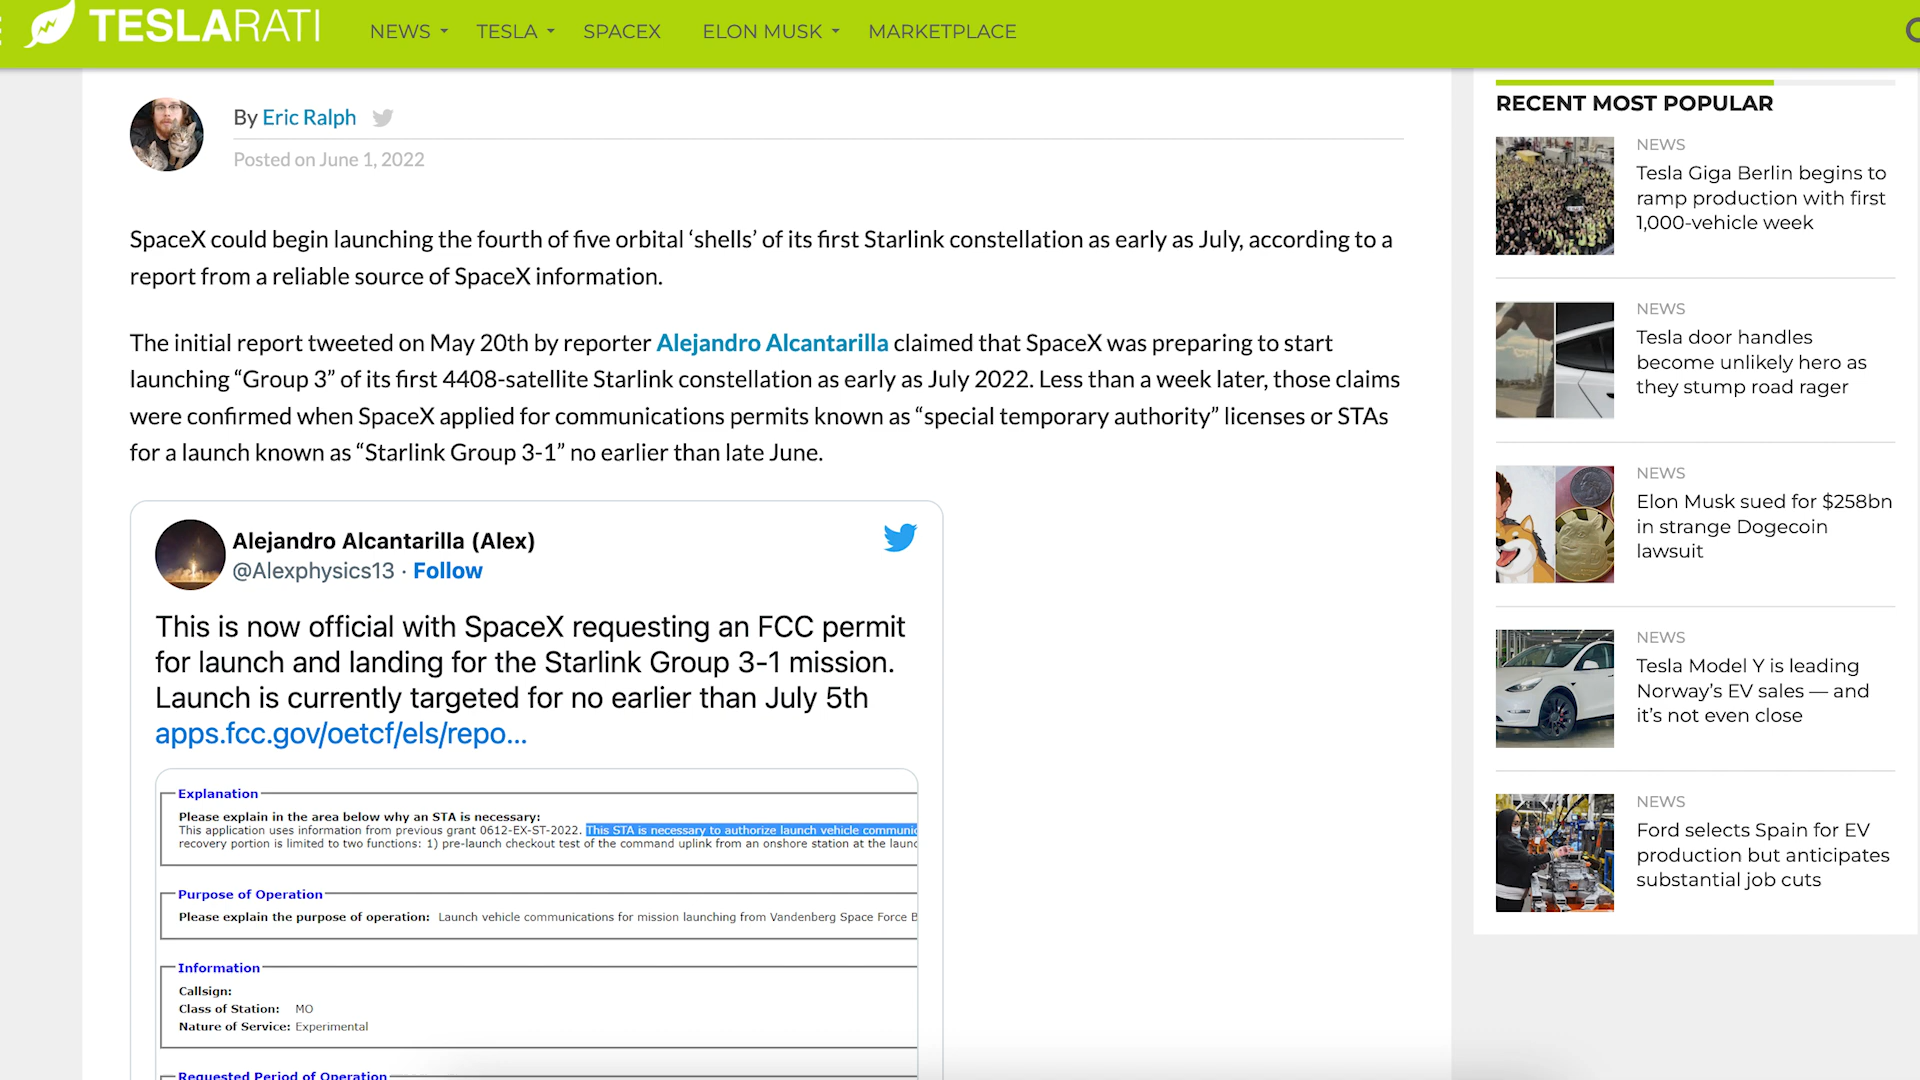 TESLARATI
NEWS
TESLA
SPACEX
ELON MUSK
MARKETPLACE
By Eric Ralph
Posted on June 1, 2022
SpaceX could begin launching the fourth of five orbital ‘shells’ of its first Starlink constellation as early as July, according to a
report from a reliable source of SpaceX information.
The initial report tweeted on May 20th by reporter Alejandro Alcantarilla claimed that SpaceX was preparing to start
launching “Group 3” of its first 4408-satellite Starlink constellation as early as July 2022. Less than a week later, those claims
were confirmed when SpaceX applied for communications permits known as “special temporary authority” licenses or STAs
for a launch known as “Starlink Group 3-1” no earlier than late June.
Alejandro Alcantarilla (Alex)
@Alexphysics13 · Follow
This is now official with SpaceX requesting an FCC permit
for launch and landing for the Starlink Group 3-1 mission.
Launch is currently targeted for no earlier than July 5th
apps.fcc.gov/oetcf/els/repo...
Explanation
Please explain in the area below why an STA is necessary:
This application uses information from previous grant 0612-EX-ST-2022. This STA is necessary to authorize launch vehicle communic
recovery portion is limited to two functions: 1) pre-launch checkout test of the command uplink from an onshore station at the launc
Purpose of Operation
Please explain the purpose of operation: Launch vehicle communications for mission launching from Vandenberg Space Force B
Information
Callsign:
Class of Station: MO
Nature of Service: Experimental
Requested Period of Operation
RECENT MOST POPULAR
NEWS
Tesla Giga Berlin begins to
ramp production with first
1,000-vehicle week
NEWS
Tesla door handles
become unlikely hero as
they stump road rager
NEWS
Elon Musk sued for $258bn
in strange Dogecoin
lawsuit
NEWS
Tesla Model Y is leading
Norway’s EV sales — and
it’s not even close
NEWS
Ford selects Spain for EV
production but anticipates
substantial job cuts